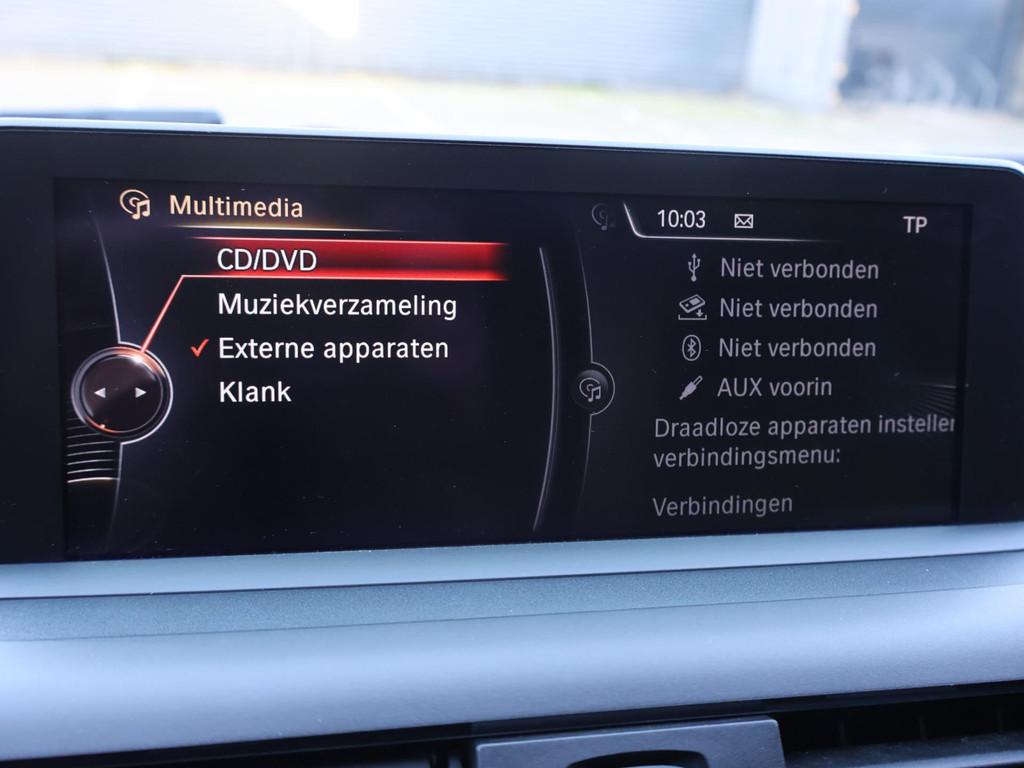 Multimedia
CD/DVD
Muziekverzameling
Externe apparaten
Klank
10:03
TP
Niet verbonden
Niet verbonden
Niet verbonden
AUX voorin
Draadloze apparaten insteller
verbindingsmenu:
Verbindingen